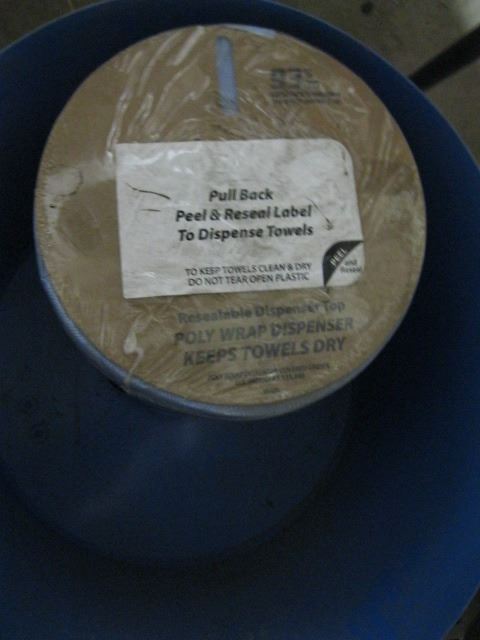 Pull Back
Peel & Reseal Label
To Dispense Towels
TO KEEP TOWELS CLEAN & DRY
DO NOT TEAR OPEN PLASTIC
PEEL
and
Reseal
Resealable Dispenser Top
POLY WRAP DISPENSER
KEEPS TOWELS DRY